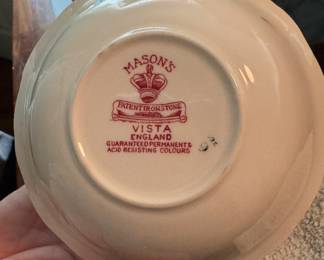 MASON'S
PATENT IRONSTONE
VISTA
ENGLAND
GUARANTEED PERMANENT &
ACID RESISTING COLOURS